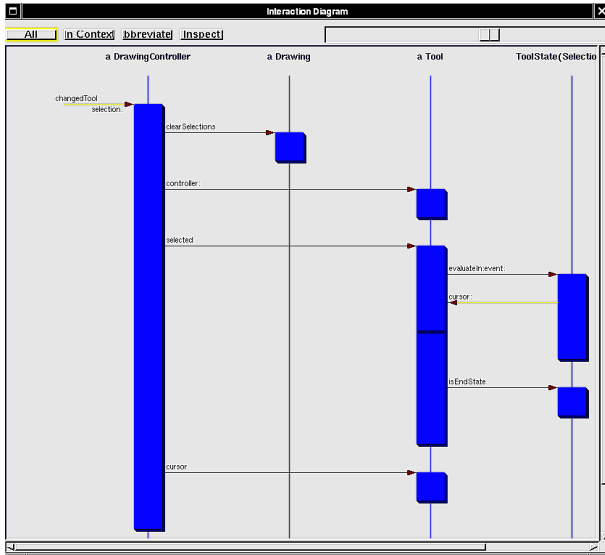 Interaction Diagram
All n Context bbreviate Inspect
a DrawingController a Drawing a Tool ToolState(Selectio
changedTool
selection:
clearSelections
controller:
selected
evaluateIn:event:
cursor:
isEndState
cursor